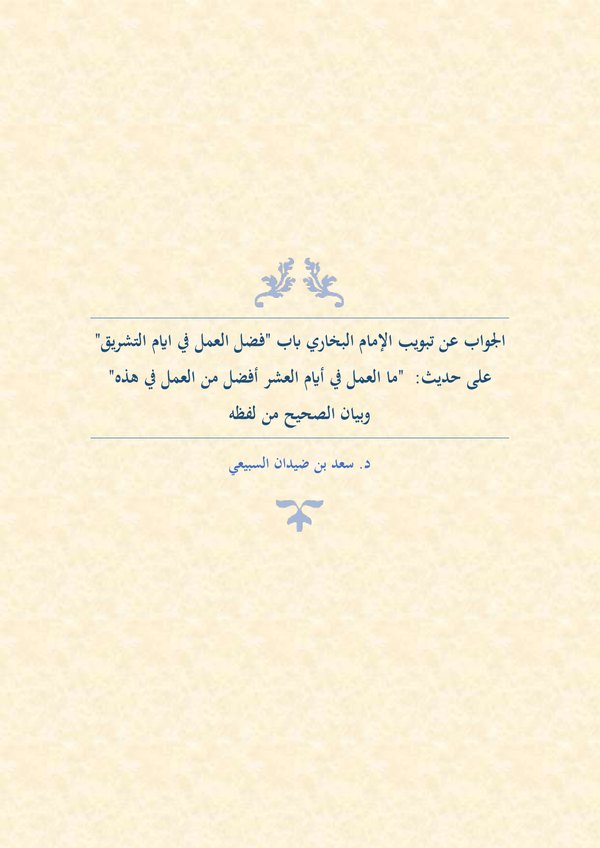 الجواب عن تبويب الإمام البخاري باب "فضل العمل في ايام التشريق"
على حديث: "ما العمل في أيام العشر أفضل من العمل في هذه"
وبيان الصحيح من لفظه
د. سعد بن ضيدان السبيعي